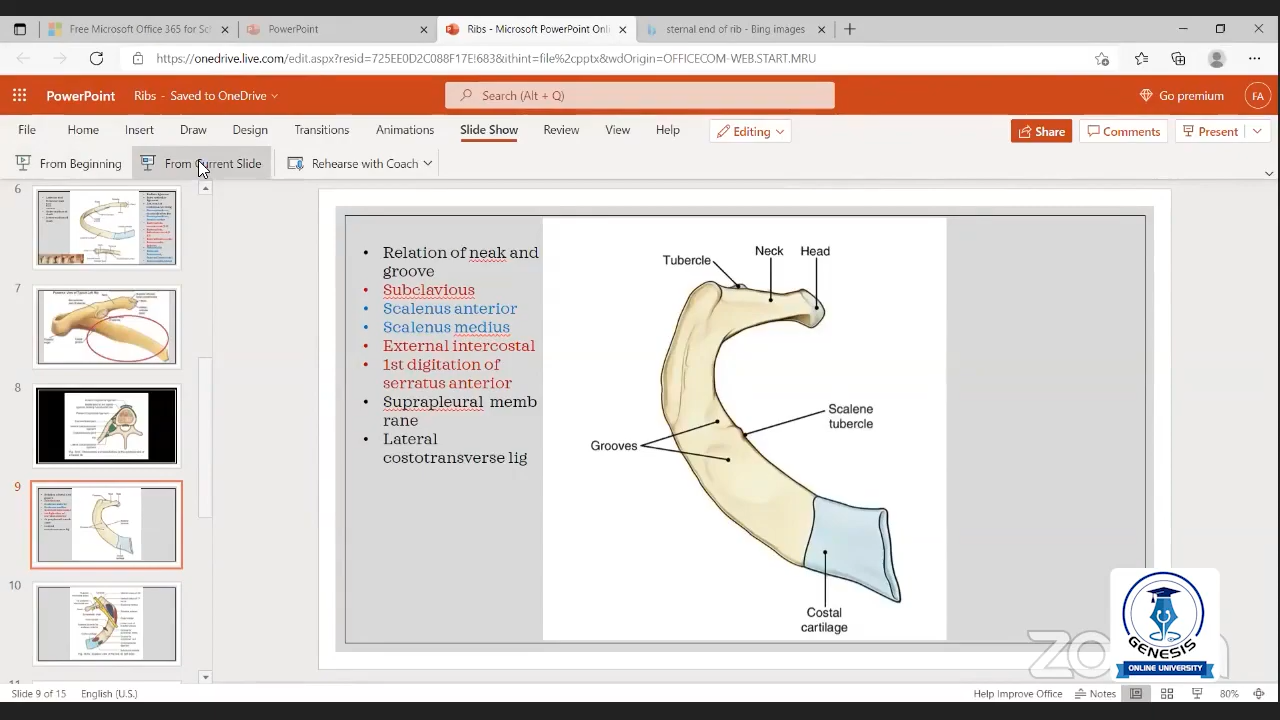 Free Microsoft Office 365 for Sc
PowerPoint
Ribs - Microsoft PowerPoint Onl
sternal end of rib - Bing images
https://onedrive.live.com/edit.aspx?resid=725EE0D2C088F17E!683&ithint=file%2cpptx&wdOrigin=OFFICECOM-WEB.START.MRU
PowerPoint
Ribs - Saved to OneDrive
Search (Alt + Q)
Go premium
FA
File Home Insert Draw Design Transitions Animations Slide Show Review View Help
Editing
Share
Comments
Present
From Beginning
From Current Slide
Rehearse with Coach
6
7
8
9
10
• Relation of neak and
groove
• Subclavious
• Scalenus anterior
• Scalenus medius
• External intercostal
• 1st digitation of
serratus anterior
• Suprapleural memb
rane
• Lateral
costotransverse lig
Tubercle
Neck
Head
Scalene
tubercle
Grooves
Costal
cartilage
GENESIS
ONLINE UNIVERSITY
Slide 9 of 15
English (U.S.)
Help Improve Office
Notes
80%